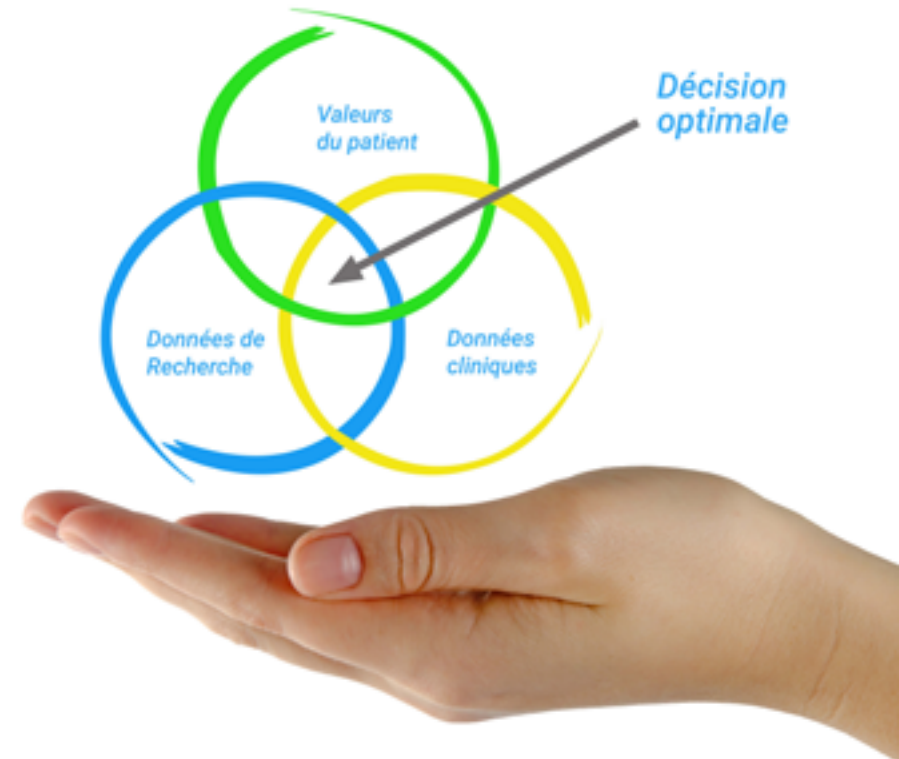 Décision
optimale
Valeurs
du patient
Données de
Recherche
Données
cliniques